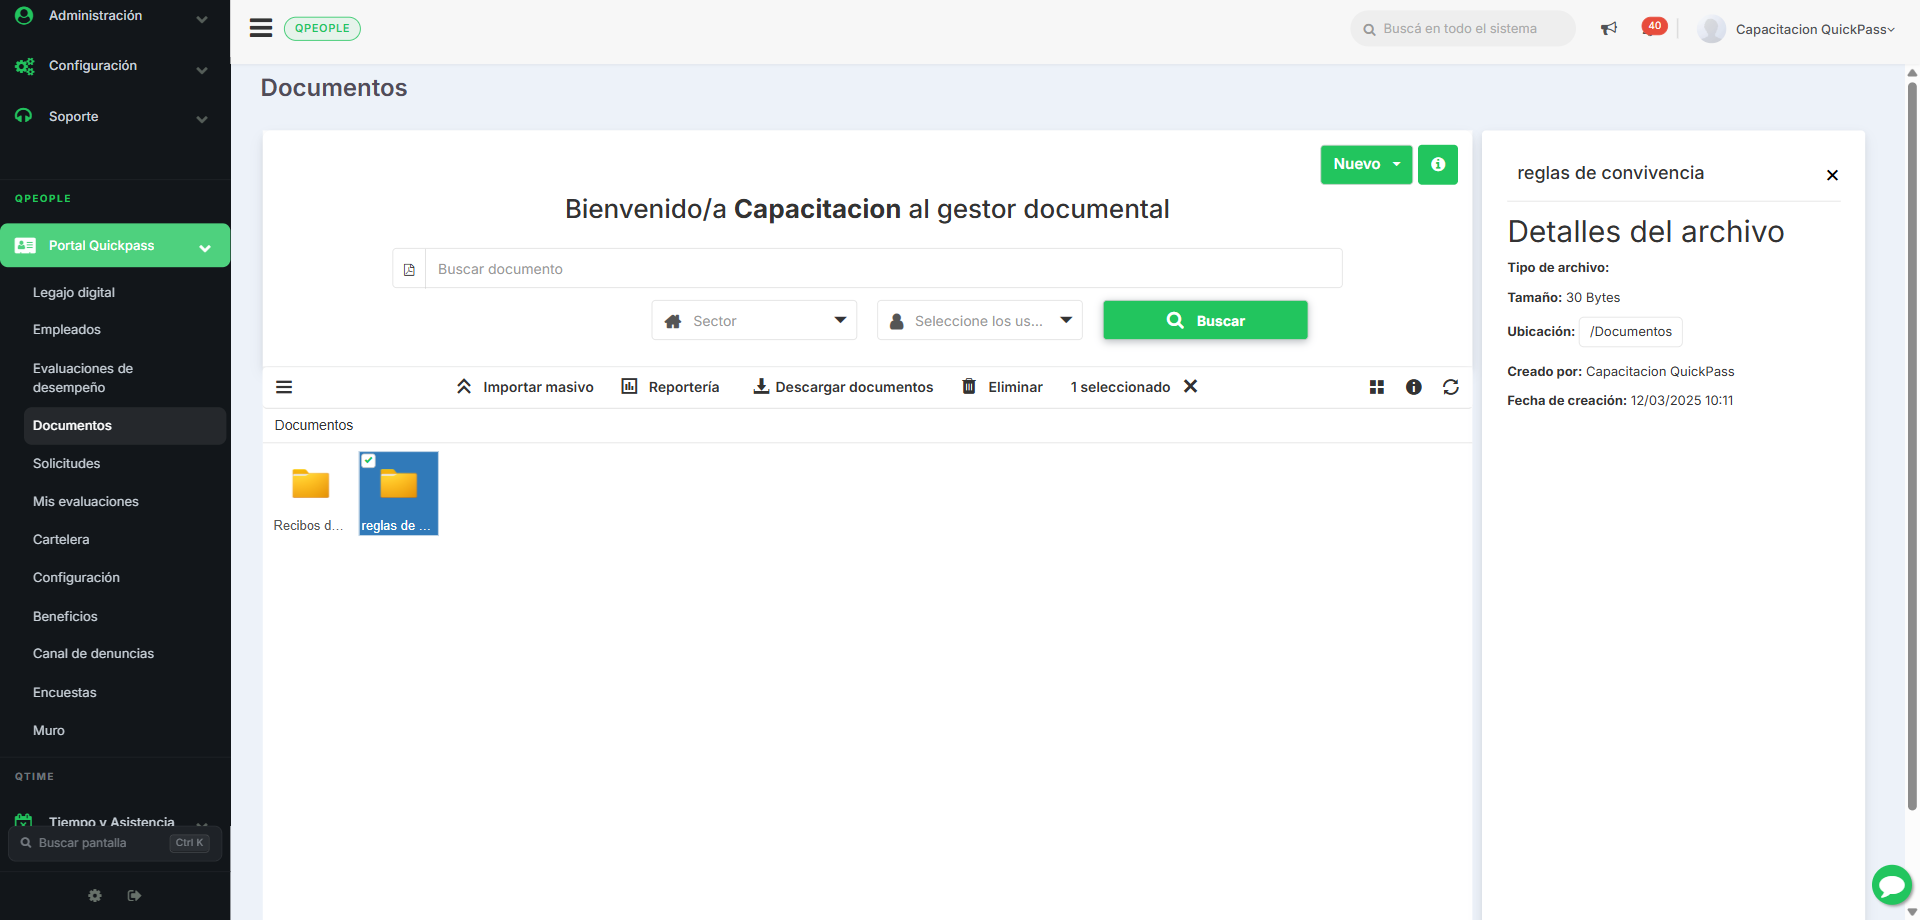 Administración
Configuración
Soporte
QPEOPLE
Portal Quickpass
Legajo digital
Empleados
Evaluaciones de
desempeño
Documentos
Solicitudes
Mis evaluaciones
Cartelera
Configuración
Beneficios
Canal de denuncias
Encuestas
Muro
QTIME
Tiempo y Asistencia
Buscar pantalla
Ctrl K
QPEOPLE
Buscá en todo el sistema
40
Capacitacion QuickPass
Documentos
Nuevo
Bienvenido/a Capacitacion al gestor documental
Buscar documento
Sector
Seleccione los us...
Buscar
Importar masivo
Reportería
Descargar documentos
Eliminar
1 seleccionado
Documentos
Recibos d...
reglas de ...
reglas de convivencia
Detalles del archivo
Tipo de archivo:
Tamaño: 30 Bytes
Ubicación: /Documentos
Creado por: Capacitacion QuickPass
Fecha de creación: 12/03/2025 10:11